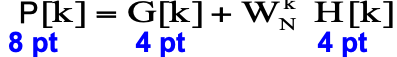 P[k] = G[k] + W_N^k H[k]
8 pt 4 pt 4 pt